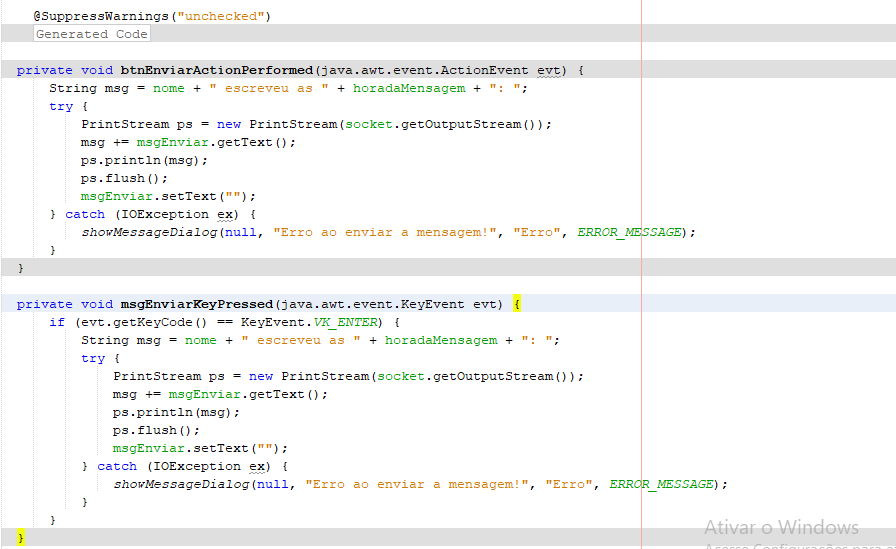 @SuppressWarnings("unchecked")
Generated Code
private void btnEnviarActionPerformed(java.awt.event.ActionEvent evt) {
String msg = nome + " escreveu as " + horadaMensagem + ": ";
try {
PrintStream ps = new PrintStream(socket.getOutputStream());
msg += msgEnviar.getText();
ps.println(msg);
ps.flush();
msgEnviar.setText("");
} catch (IOException ex) {
showMessageDialog(null, "Erro ao enviar a mensagem!", "Erro", ERROR_MESSAGE);
}
}
private void msgEnviarKeyPressed(java.awt.event.KeyEvent evt) {
if (evt.getKeyCode() == KeyEvent.VK_ENTER) {
String msg = nome + " escreveu as " + horadaMensagem + ": ";
try {
PrintStream ps = new PrintStream(socket.getOutputStream());
msg += msgEnviar.getText();
ps.println(msg);
ps.flush();
msgEnviar.setText("");
} catch (IOException ex) {
showMessageDialog(null, "Erro ao enviar a mensagem!", "Erro", ERROR_MESSAGE);
}
}
}
Ativar o Windows